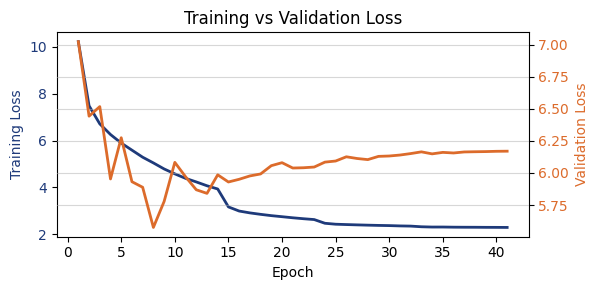 Training vs Validation Loss
Training Loss
10
8
6
4
2
7.00
6.75
6.50
6.25
6.00
5.75
Validation Loss
0 5 10 15 20 25 30 35 40
Epoch